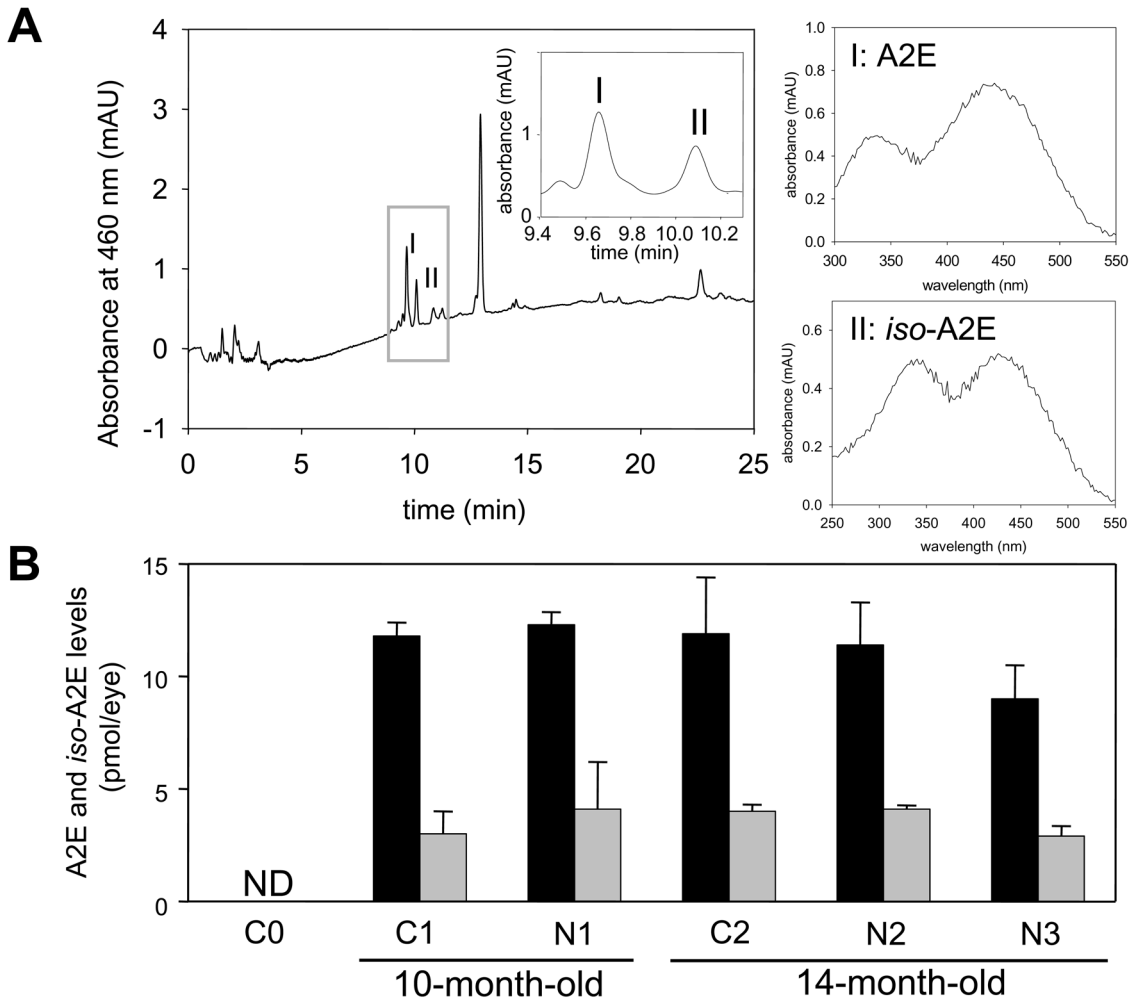 A
Absorbance at 460 nm (mAU)
4
3
2
1
0
-1
0 5 10 15 20 25
time (min)
I
II
absorbance (mAU)
1
0
I
II
9.4 9.6 9.8 10.0 10.2
time (min)
I: A2E
absorbance (mAU)
1.0
0.8
0.6
0.4
0.2
0.0
300 350 400 450 500 550
wavelength (nm)
II: iso-A2E
absorbance (mAU)
0.6
0.4
0.2
0.0
250 300 350 400 450 500 550
wavelength (nm)
B
A2E and iso-A2E levels
(pmol/eye)
15
10
5
0
ND
C0 C1 N1 C2 N2 N3
10-month-old 14-month-old